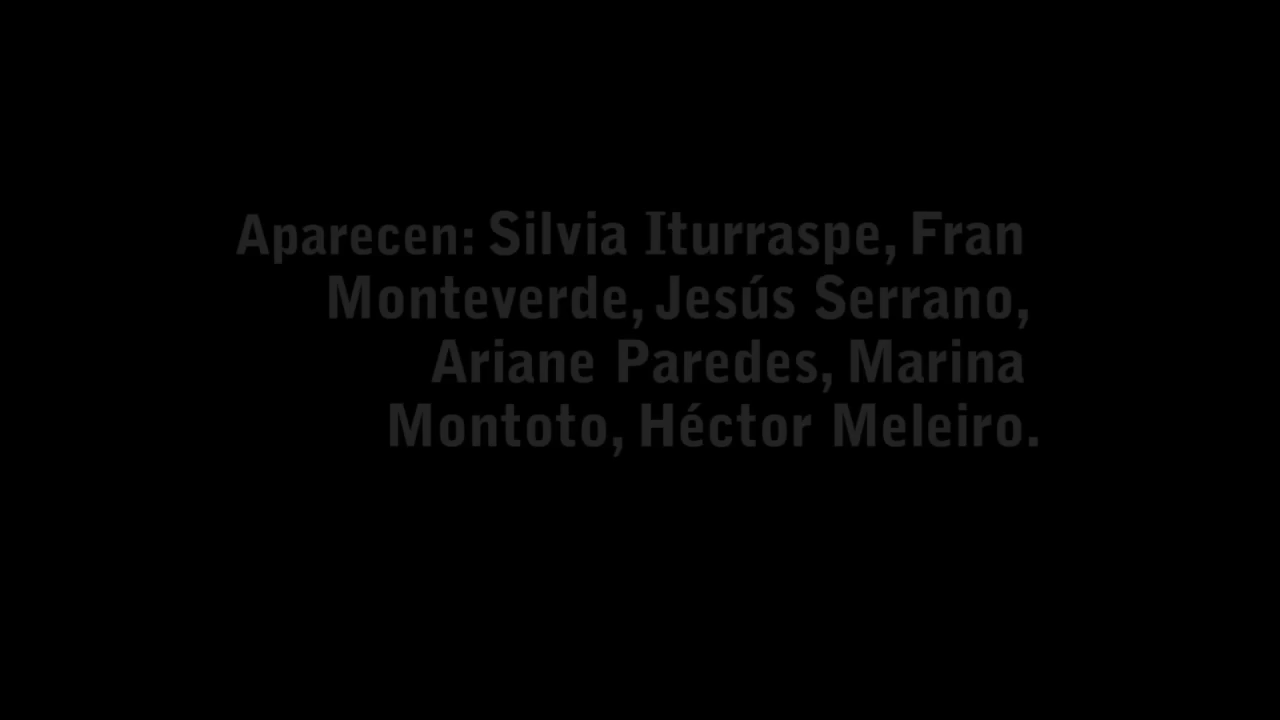 Aparecen: Silvia Iturraspe, Fran
Monteverde, Jesús Serrano,
Ariane Paredes, Marina
Montoto, Héctor Meleiro.